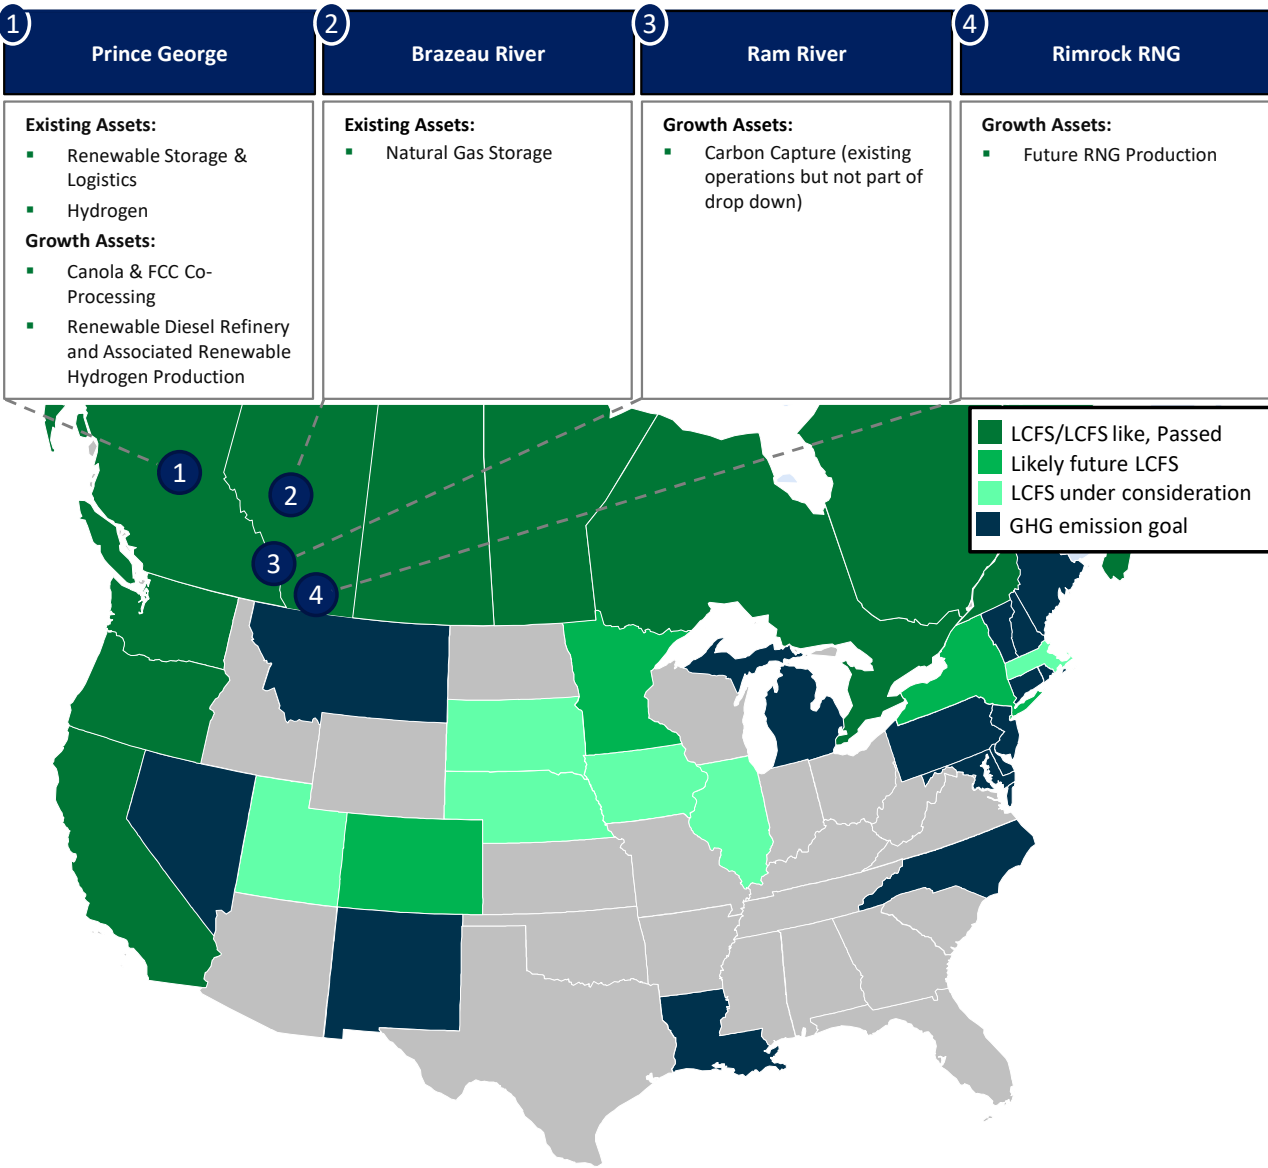 1
Prince George
2
Brazeau River
3
Ram River
4
Rimrock RNG
Existing Assets:
▪ Renewable Storage &
Logistics
▪ Hydrogen
Growth Assets:
▪ Canola & FCC Co-
Processing
▪ Renewable Diesel Refinery
and Associated Renewable
Hydrogen Production
Existing Assets:
▪ Natural Gas Storage
Growth Assets:
▪ Carbon Capture (existing
operations but not part of
drop down)
Growth Assets:
▪ Future RNG Production
LCFS/LCFS like, Passed
Likely future LCFS
LCFS under consideration
GHG emission goal
1
2
3
4